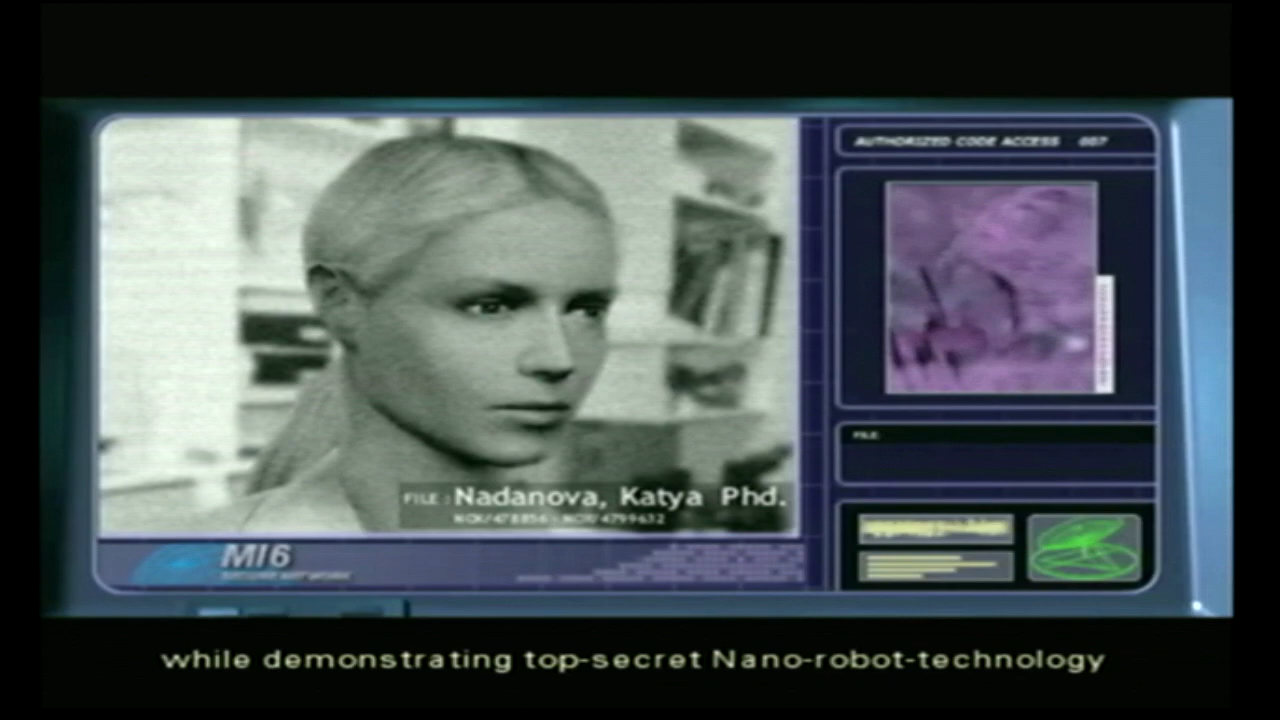 AUTHORIZED CODE ACCESS 007
FILE:
FILE : Nadanova, Katya Phd.
MI6
while demonstrating top-secret Nano-robot-technology